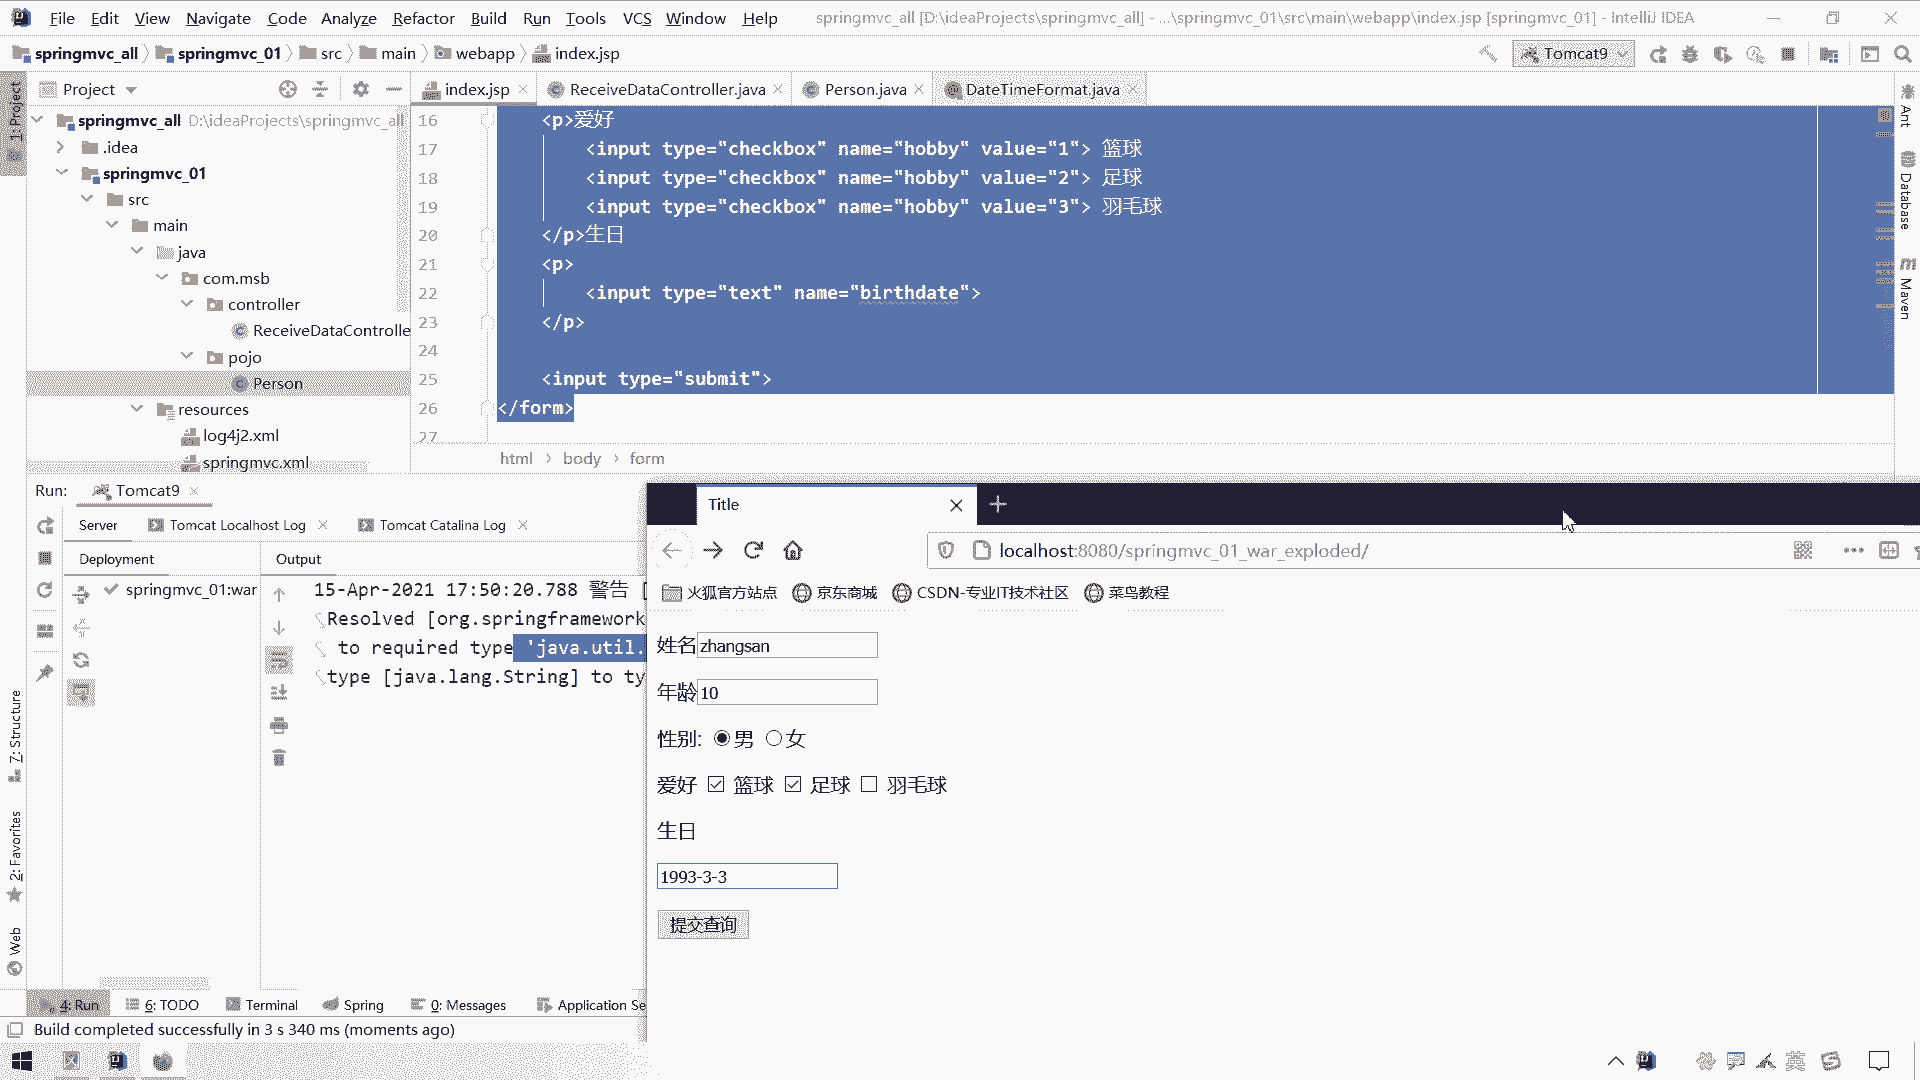 File Edit View Navigate Code Analyze Refactor Build Run Tools VCS Window Help springmvc_all [D:\ideaProjects\springmvc_all] - ...\springmvc_01\src\main\webapp\index.jsp [springmvc_01] - IntelliJ IDEA
springmvc_all springmvc_01 src main webapp index.jsp Tomcat9
Project index.jsp ReceiveDataController.java Person.java DateTimeFormat.java
1: Project
springmvc_all D:\ideaProjects\springmvc_all
.idea
springmvc_01
src
main
java
com.msb
controller
ReceiveDataControlle
pojo
Person
resources
log4j2.xml
springmvc.xml
16 <p>爱好
17 <input type="checkbox" name="hobby" value="1"> 篮球
18 <input type="checkbox" name="hobby" value="2"> 足球
19 <input type="checkbox" name="hobby" value="3"> 羽毛球
20 </p>生日
21 <p>
22 <input type="text" name="birthdate">
23 </p>
24
25 <input type="submit">
26 </form>
27
html › body › form
Ant
Database
Maven
Run: Tomcat9
Server Tomcat Localhost Log Tomcat Catalina Log
Deployment Output
springmvc_01:war
15-Apr-2021 17:50:20.788 警告 [
Resolved [org.springframework
to required type 'java.util.
type [java.lang.String] to ty
7: Structure
2: Favorites
Web
Title
localhost:8080/springmvc_01_war_exploded/
火狐官方站点 京东商城 CSDN-专业IT技术社区 菜鸟教程
姓名 zhangsan
年龄 10
性别: 男 女
爱好 篮球 足球 羽毛球
生日
1993-3-3
提交查询
4: Run 6: TODO Terminal Spring 0: Messages Application Se
Build completed successfully in 3 s 340 ms (moments ago)
英